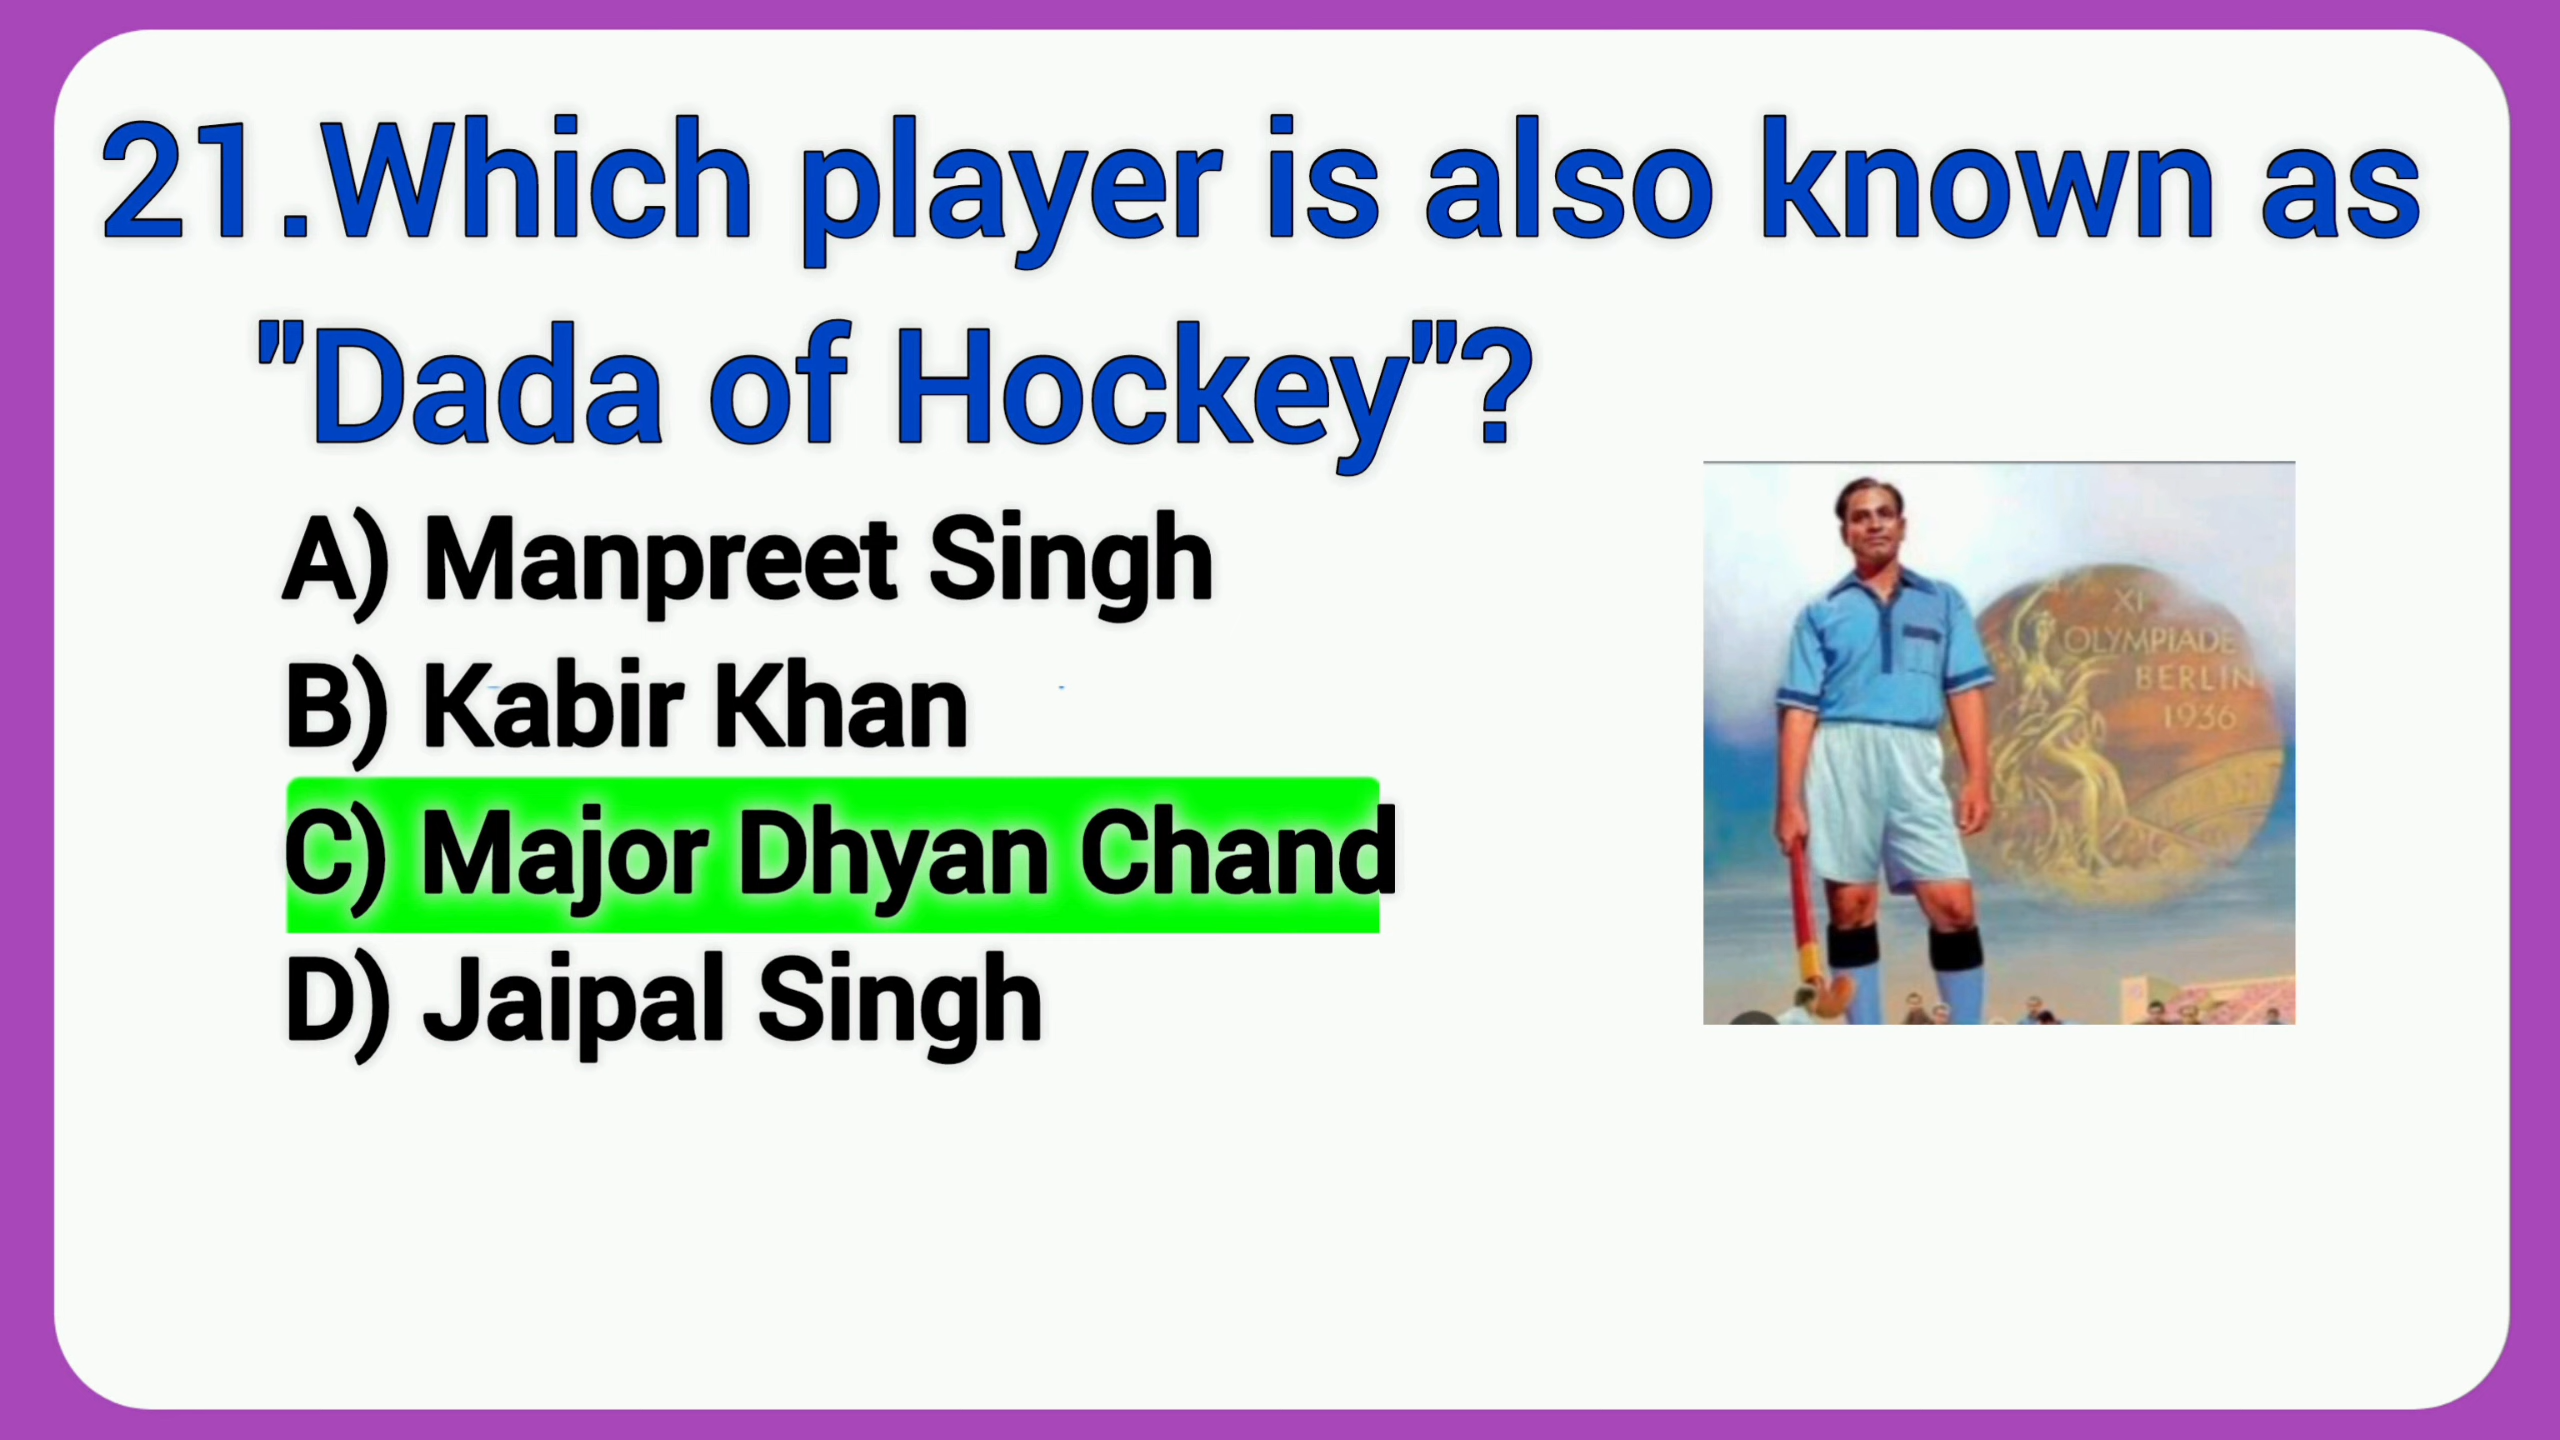 21.Which player is also known as
"Dada of Hockey"?
A) Manpreet Singh
B) Kabir Khan
C) Major Dhyan Chand
D) Jaipal Singh
XI
OLYMPIADE
BERLIN
1936